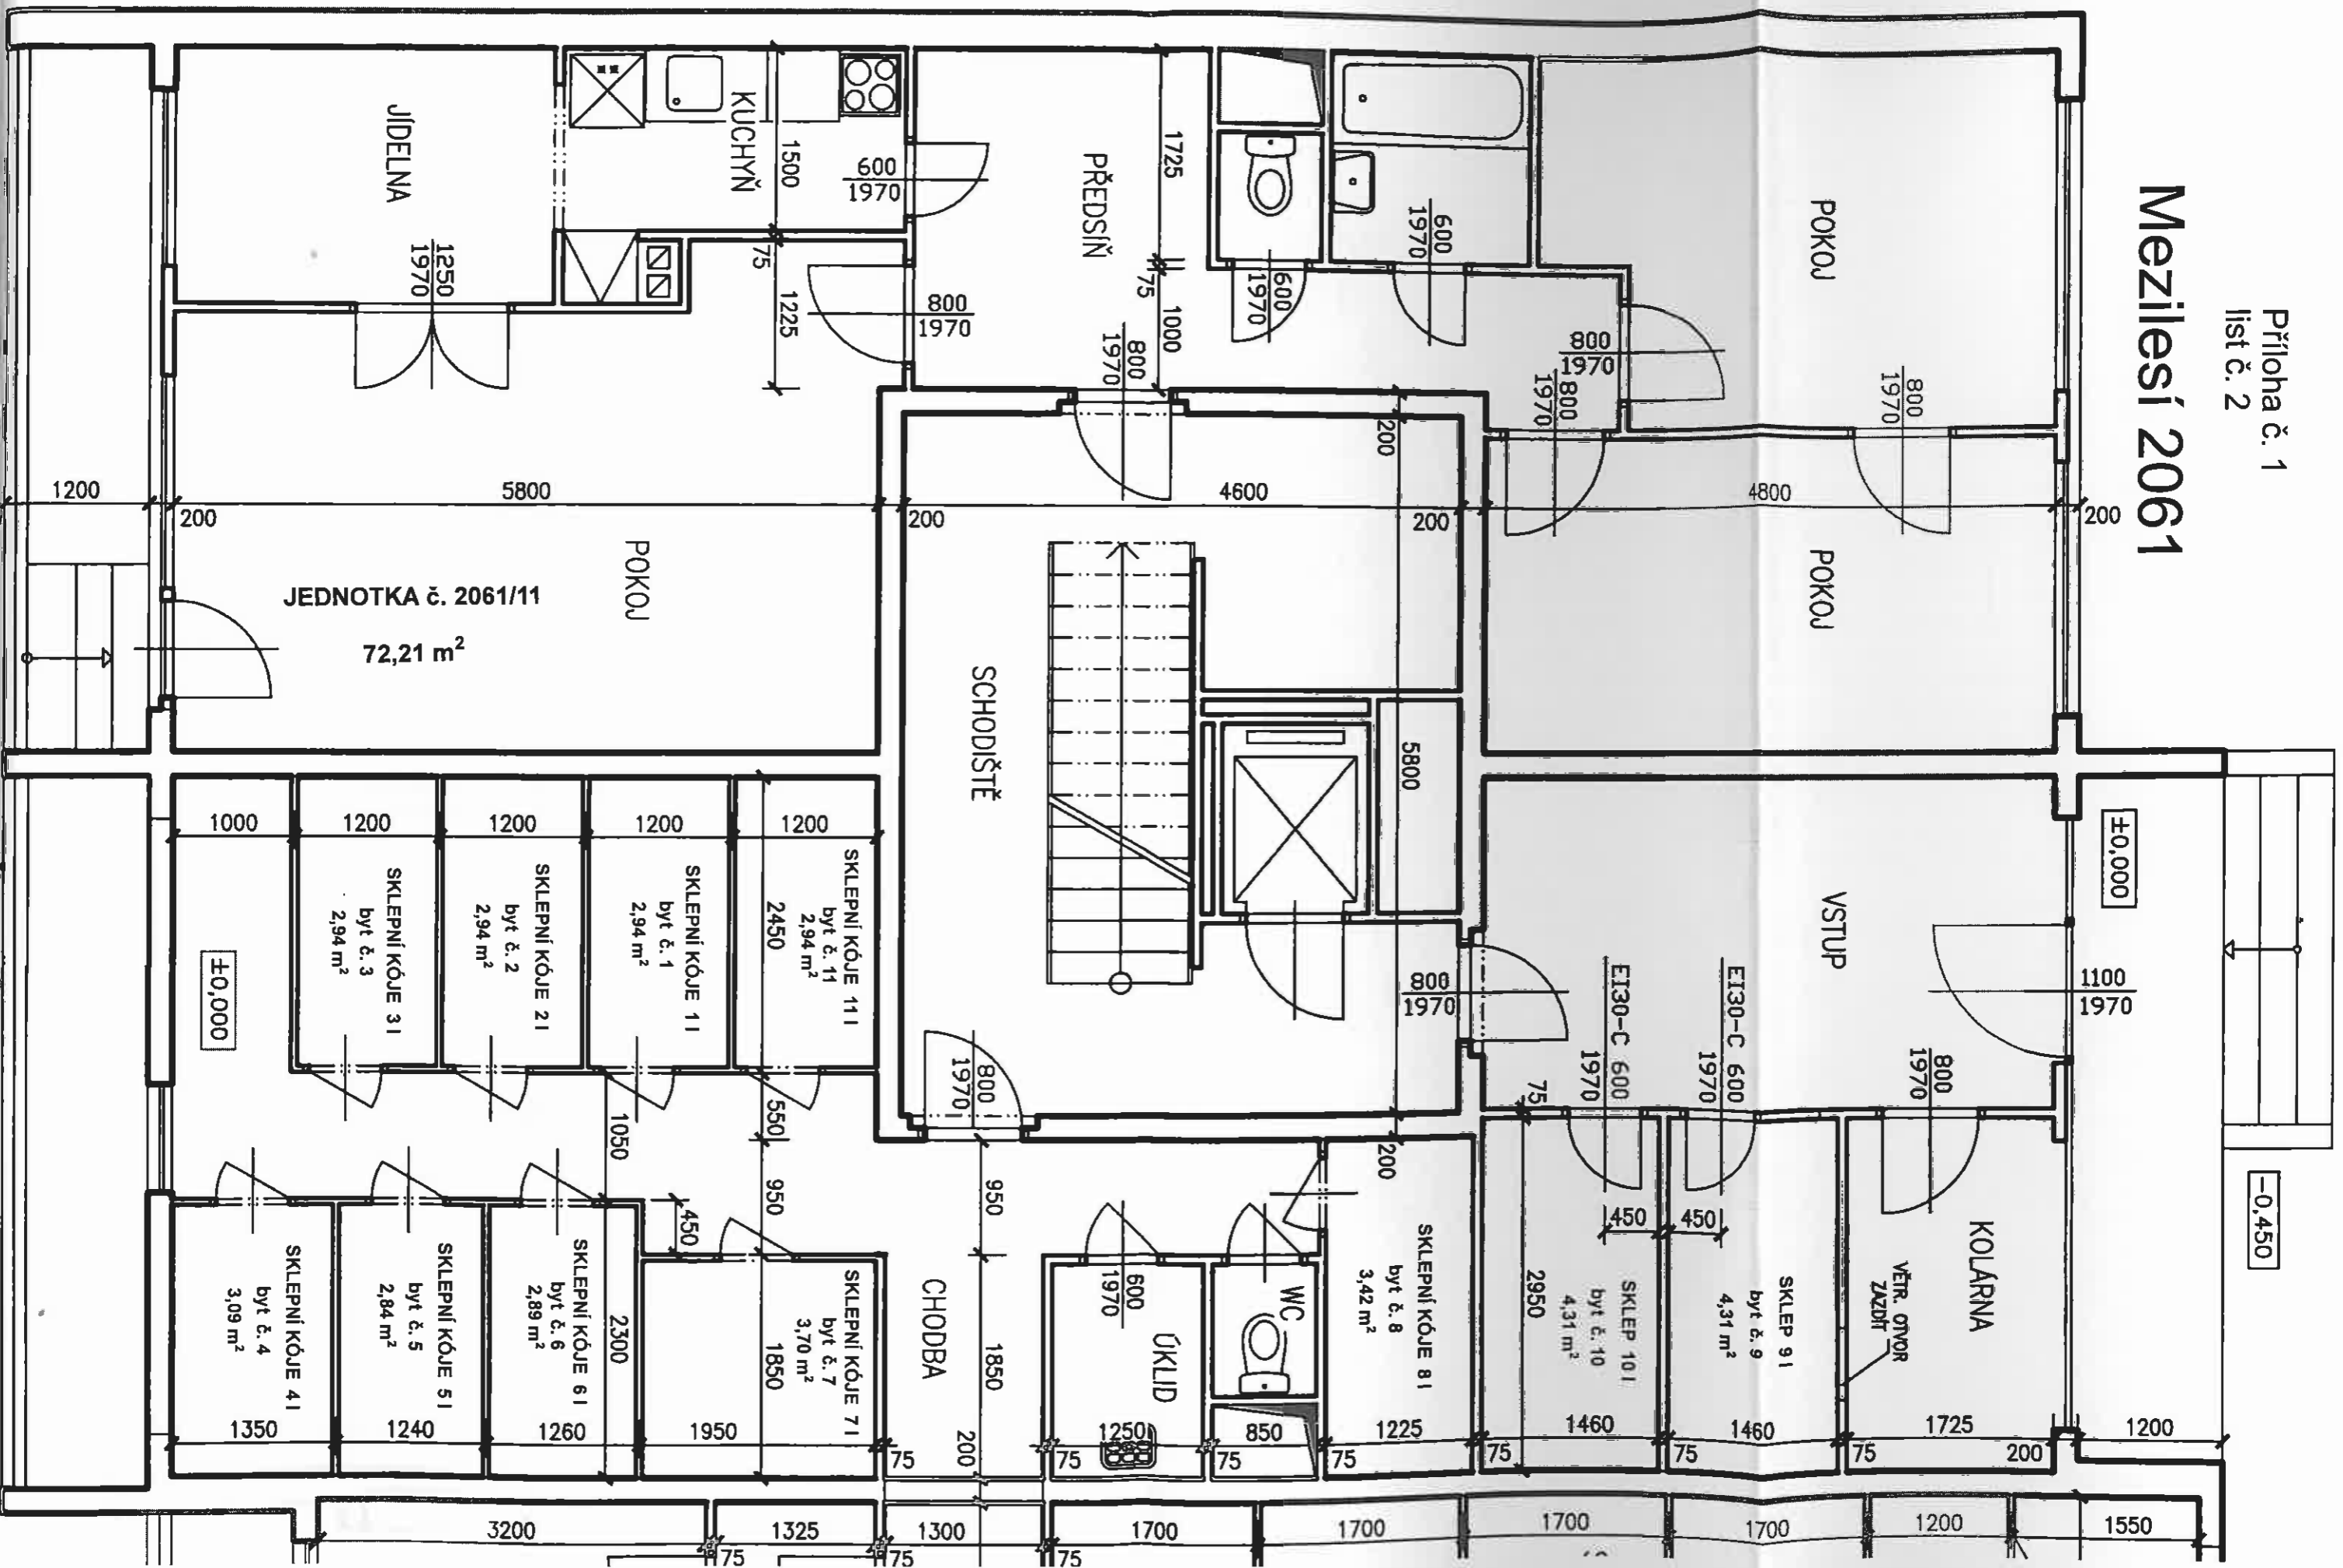 Příloha č. 1
list č. 2
Mezilesí 2061
JÍDELNA
KUCHYŇ
PŘEDSÍŇ
POKOJ
1500
600
1970
1725
600
1970
600
1970
75
1225
75
1000
1250
1970
800
1970
800
1970
800
1970
800
1970
800
1970
200
1200
200
5800
200
4600
200
4800
200
POKOJ
POKOJ
JEDNOTKA č. 2061/11
72,21 m²
SCHODIŠTĚ
5800
±0,000
1000
1200
1200
1200
1200
SKLEPNÍ KÓJE 3 I
byt č. 3
2,94 m²
SKLEPNÍ KÓJE 2 I
byt č. 2
2,94 m²
SKLEPNÍ KÓJE 1 I
byt č. 1
2,94 m²
SKLEPNÍ KÓJE 11 I
byt č. 11
2,94 m²
2450
VSTUP
±0,000
800
1970
EI30-C 600
1970
EI30-C 600
1970
1100
1970
800
1970
800
1970
75
550
1050
950
450
950
200
450
450
-0,450
SKLEPNÍ KÓJE 4 I
byt č. 4
3,09 m²
SKLEPNÍ KÓJE 5 I
byt č. 5
2,84 m²
SKLEPNÍ KÓJE 6 I
byt č. 6
2,89 m²
2300
SKLEPNÍ KÓJE 7 I
byt č. 7
3,70 m²
1850
CHODBA
1850
600
1970
ÚKLID
WC
SKLEPNÍ KÓJE 8 I
byt č. 8
3,42 m²
2950
SKLEP 10 I
byt č. 10
4,31 m²
SKLEP 9 I
byt č. 9
4,31 m²
VĚTR. OTVOR
ZAZDÍT
KOLÁRNA
1350
1240
1260
1950
75
200
1250
75
850
75
1225
75
1460
75
1460
75
1725
200
1200
3200
75
1325
75
1300
75
1700
1700
1700
1700
1200
1550